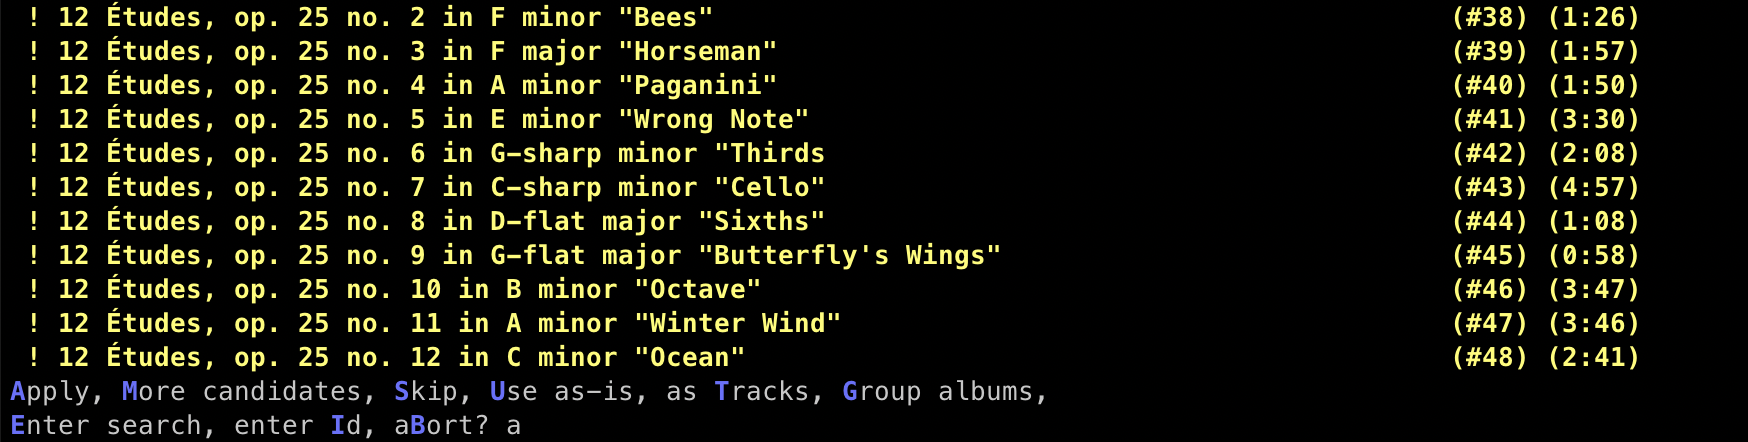 ! 12 Études, op. 25 no. 2 in F minor "Bees" (#38) (1:26)
! 12 Études, op. 25 no. 3 in F major "Horseman" (#39) (1:57)
! 12 Études, op. 25 no. 4 in A minor "Paganini" (#40) (1:50)
! 12 Études, op. 25 no. 5 in E minor "Wrong Note" (#41) (3:30)
! 12 Études, op. 25 no. 6 in G-sharp minor "Thirds (#42) (2:08)
! 12 Études, op. 25 no. 7 in C-sharp minor "Cello" (#43) (4:57)
! 12 Études, op. 25 no. 8 in D-flat major "Sixths" (#44) (1:08)
! 12 Études, op. 25 no. 9 in G-flat major "Butterfly's Wings" (#45) (0:58)
! 12 Études, op. 25 no. 10 in B minor "Octave" (#46) (3:47)
! 12 Études, op. 25 no. 11 in A minor "Winter Wind" (#47) (3:46)
! 12 Études, op. 25 no. 12 in C minor "Ocean" (#48) (2:41)
Apply, More candidates, Skip, Use as-is, as Tracks, Group albums,
Enter search, enter Id, aBort? a